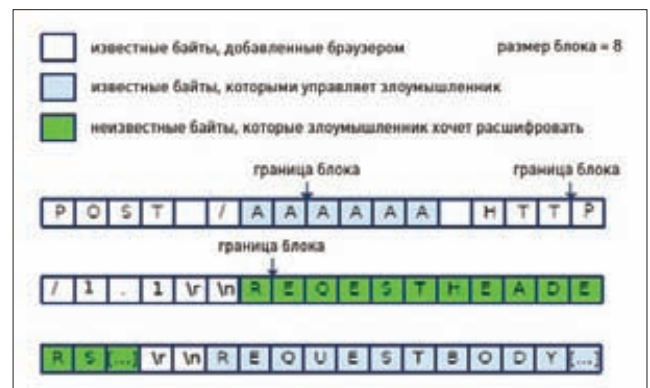 известные байты, добавленные браузером размер блока = 8
известные байты, которыми управляет злоумышленник
неизвестные байты, которые злоумышленник хочет расшифровать
граница блока граница блока
P O S T / A A A A A A H T T P
граница блока
/ 1 . 1 \r \n R E Q E S T H E A D E
R S [...] \r \n R E Q U E S T B O D Y [...]